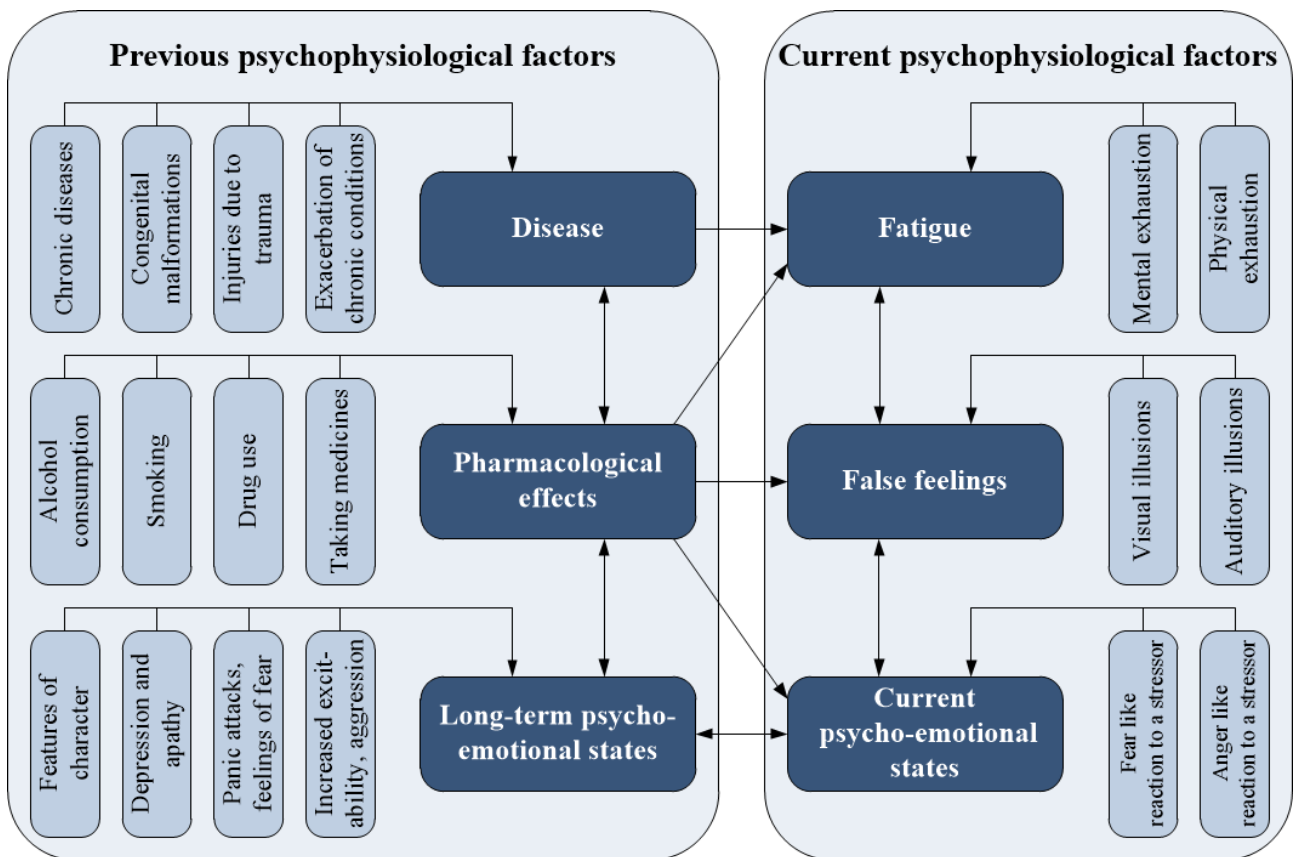 Previous psychophysiological factors
Chronic diseases
Congenital
malformations
Injuries due to
trauma
Exacerbation of
chronic conditions
Disease
Alcohol
consumption
Smoking
Drug use
Taking medicines
Pharmacological
effects
Features of
character
Depression and
apathy
Panic attacks,
feelings of fear
Increased excit-
ability, aggression
Long-term psycho-
emotional states
Current psychophysiological factors
Fatigue
Mental exhaustion
Physical
exhaustion
False feelings
Visual illusions
Auditory illusions
Current
psycho-emotional
states
Fear like
reaction to a stressor
Anger like
reaction to a stressor